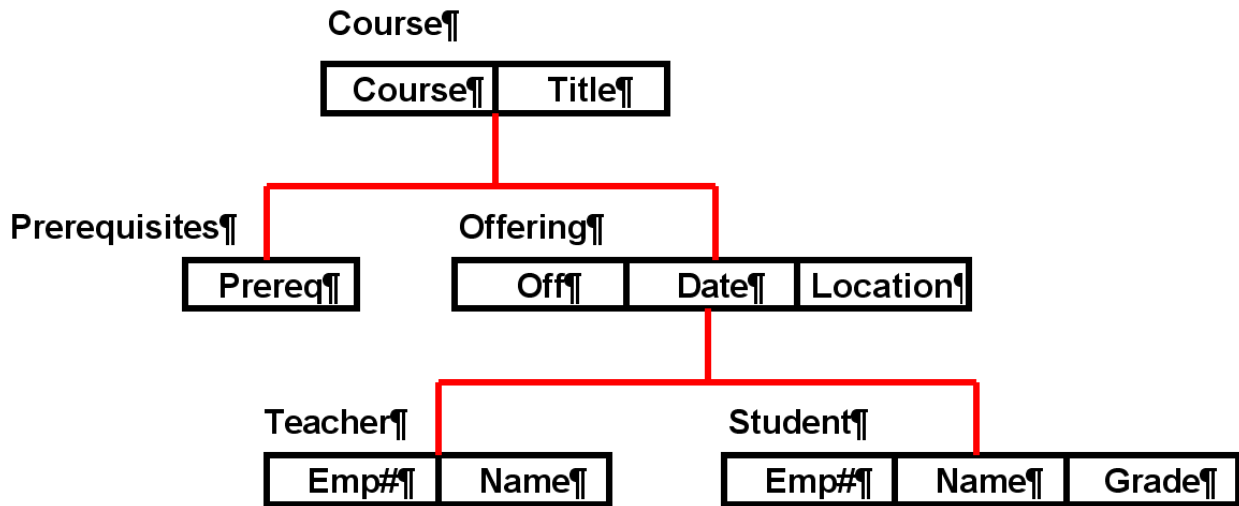 Course¶
Course¶ Title¶
Prerequisites¶ Offering¶
Prereq¶ Off¶ Date¶ Location¶
Teacher¶ Student¶
Emp#¶ Name¶ Emp#¶ Name¶ Grade¶